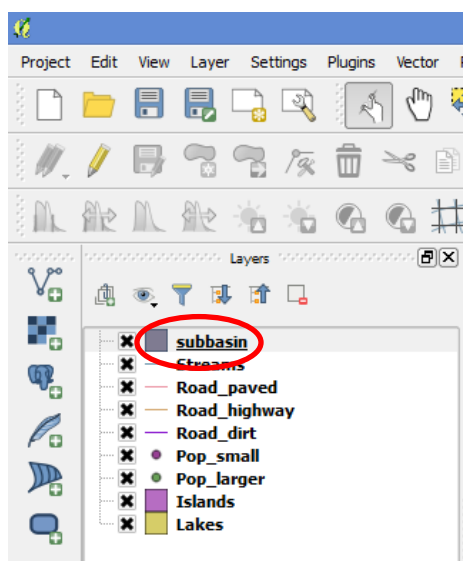 Project Edit View Layer Settings Plugins Vector
Layers
subbasin
Streams
Road_paved
Road_highway
Road_dirt
Pop_small
Pop_larger
Islands
Lakes